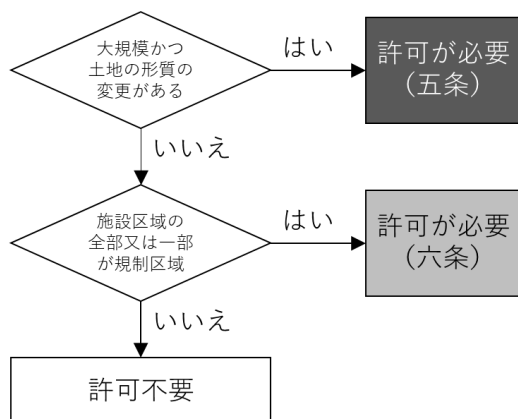 大規模かつ
土地の形質の
変更がある
はい
許可が必要
(五条)
いいえ
施設区域の
全部又は一部
が規制区域
はい
許可が必要
(六条)
いいえ
許可不要